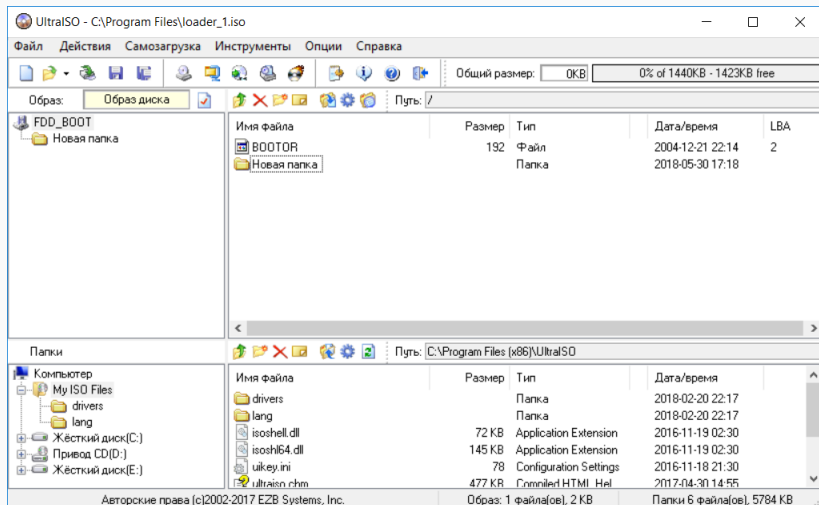 UltraISO - C:\Program Files\loader_1.iso
Файл Действия Самозагрузка Инструменты Опции Справка
Общий размер: 0KB 0% of 1440KB - 1423KB free
Образ: Образ диска Путь: /
FDD_BOOT
Новая папка
Имя файла Размер Тип Дата/время LBA
BOOTOR 192 Файл 2004-12-21 22:14 2
Новая папка Папка 2018-05-30 17:18
Папки Путь: C:\Program Files (x86)\UltraISO
Компьютер
My ISO Files
drivers
lang
Жёсткий диск(C:)
Привод CD(D:)
Жёсткий диск(E:)
Имя файла Размер Тип Дата/время
drivers Папка 2018-02-20 22:17
lang Папка 2018-02-20 22:17
isoshell.dll 72 KB Application Extension 2016-11-19 02:30
isoshl64.dll 145 KB Application Extension 2016-11-19 02:30
uikey.ini 78 Configuration Settings 2016-11-18 21:30
ultraiso.chm 477 KB Compiled HTML Hel... 2017-04-30 14:55
Авторские права (c)2002-2017 EZB Systems, Inc. Образ: 1 файла(ов), 2 KB Папки 6 файла(ов), 5784 KB